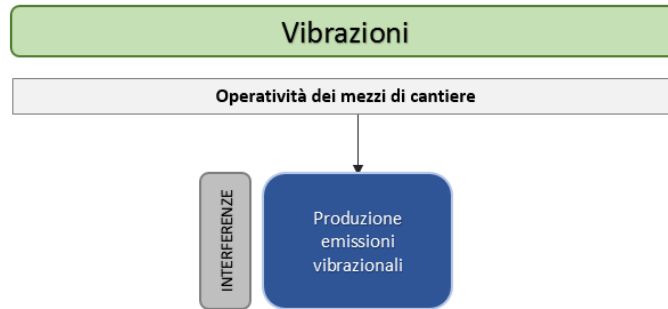 Vibrazioni
Operatività dei mezzi di cantiere
INTERFERENZE
Produzione
emissioni
vibrazionali